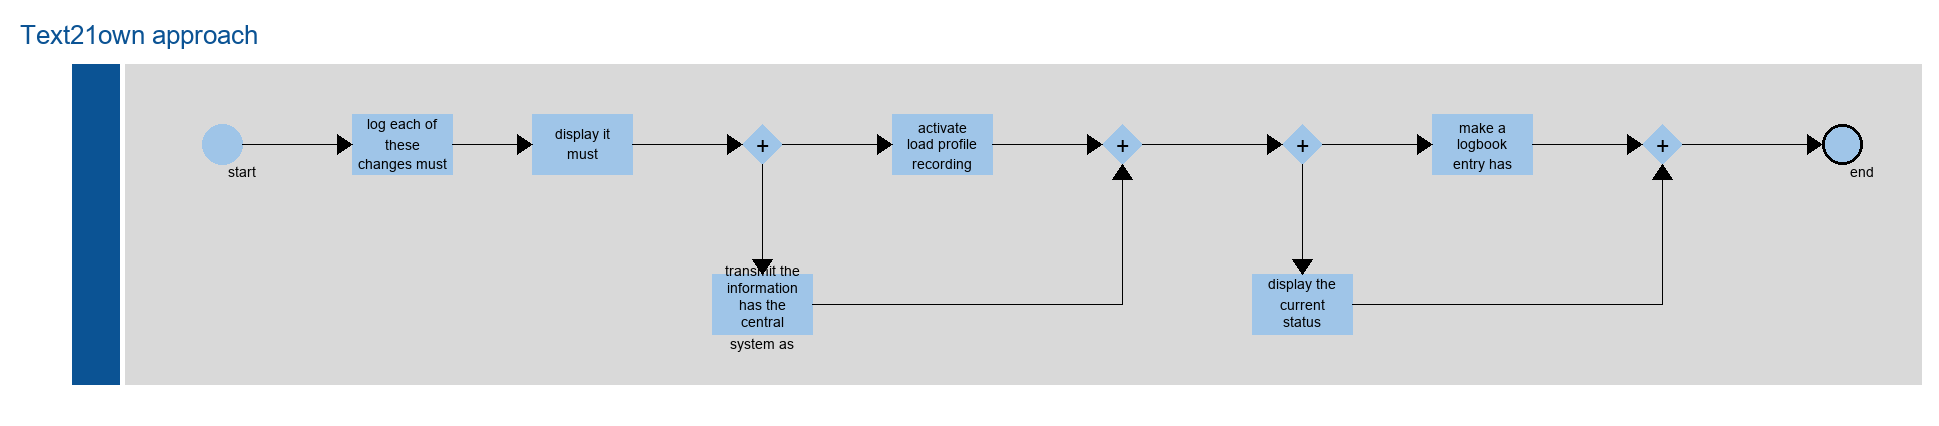 Text21own approach
start
log each of
these
changes must
display it
must
+
activate
load profile
recording
transmit the
information
has the
central
system as
+
+
make a
logbook
entry has
display the
current
status
+
end